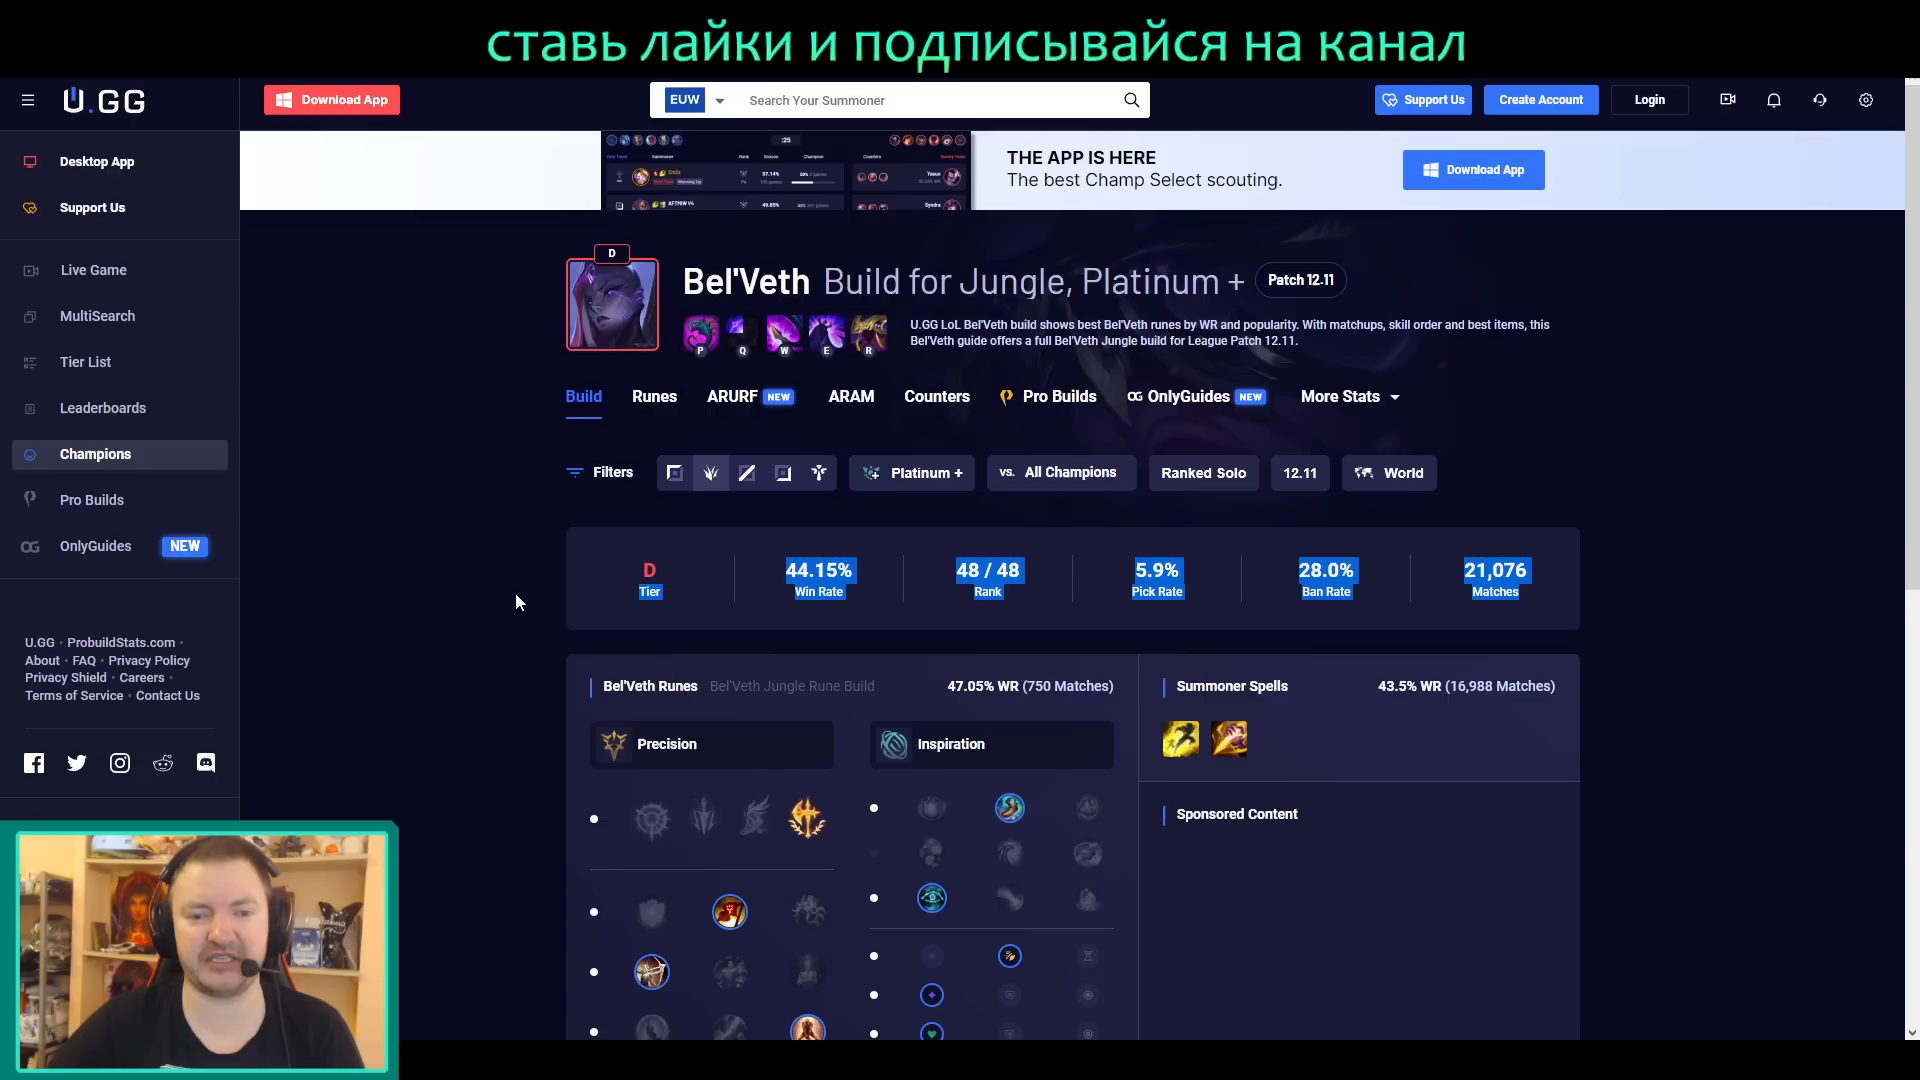 ставь лайки и подписывайся на канал
U.GG
Download App
EUW
Search Your Summoner
Support Us
Create Account
Login
Desktop App
Support Us
Live Game
MultiSearch
Tier List
Leaderboards
Champions
Pro Builds
OG OnlyGuides NEW
U.GG • ProbuildStats.com •
About • FAQ • Privacy Policy
Privacy Shield • Careers •
Terms of Service • Contact Us
:25
THE APP IS HERE
The best Champ Select scouting.
Download App
D
Bel'Veth Build for Jungle, Platinum + Patch 12.11
P Q W E R
U.GG LoL Bel'Veth build shows best Bel'Veth runes by WR and popularity. With matchups, skill order and best items, this
Bel'Veth guide offers a full Bel'Veth Jungle build for League Patch 12.11.
Build Runes ARURF NEW ARAM Counters Pro Builds OG OnlyGuides NEW More Stats
Filters Platinum + vs. All Champions Ranked Solo 12.11 World
D 44.15% 48 / 48 5.9% 28.0% 21,076
Tier Win Rate Rank Pick Rate Ban Rate Matches
Bel'Veth Runes Bel'Veth Jungle Rune Build 47.05% WR (750 Matches)
Precision Inspiration
Summoner Spells 43.5% WR (16,988 Matches)
Sponsored Content